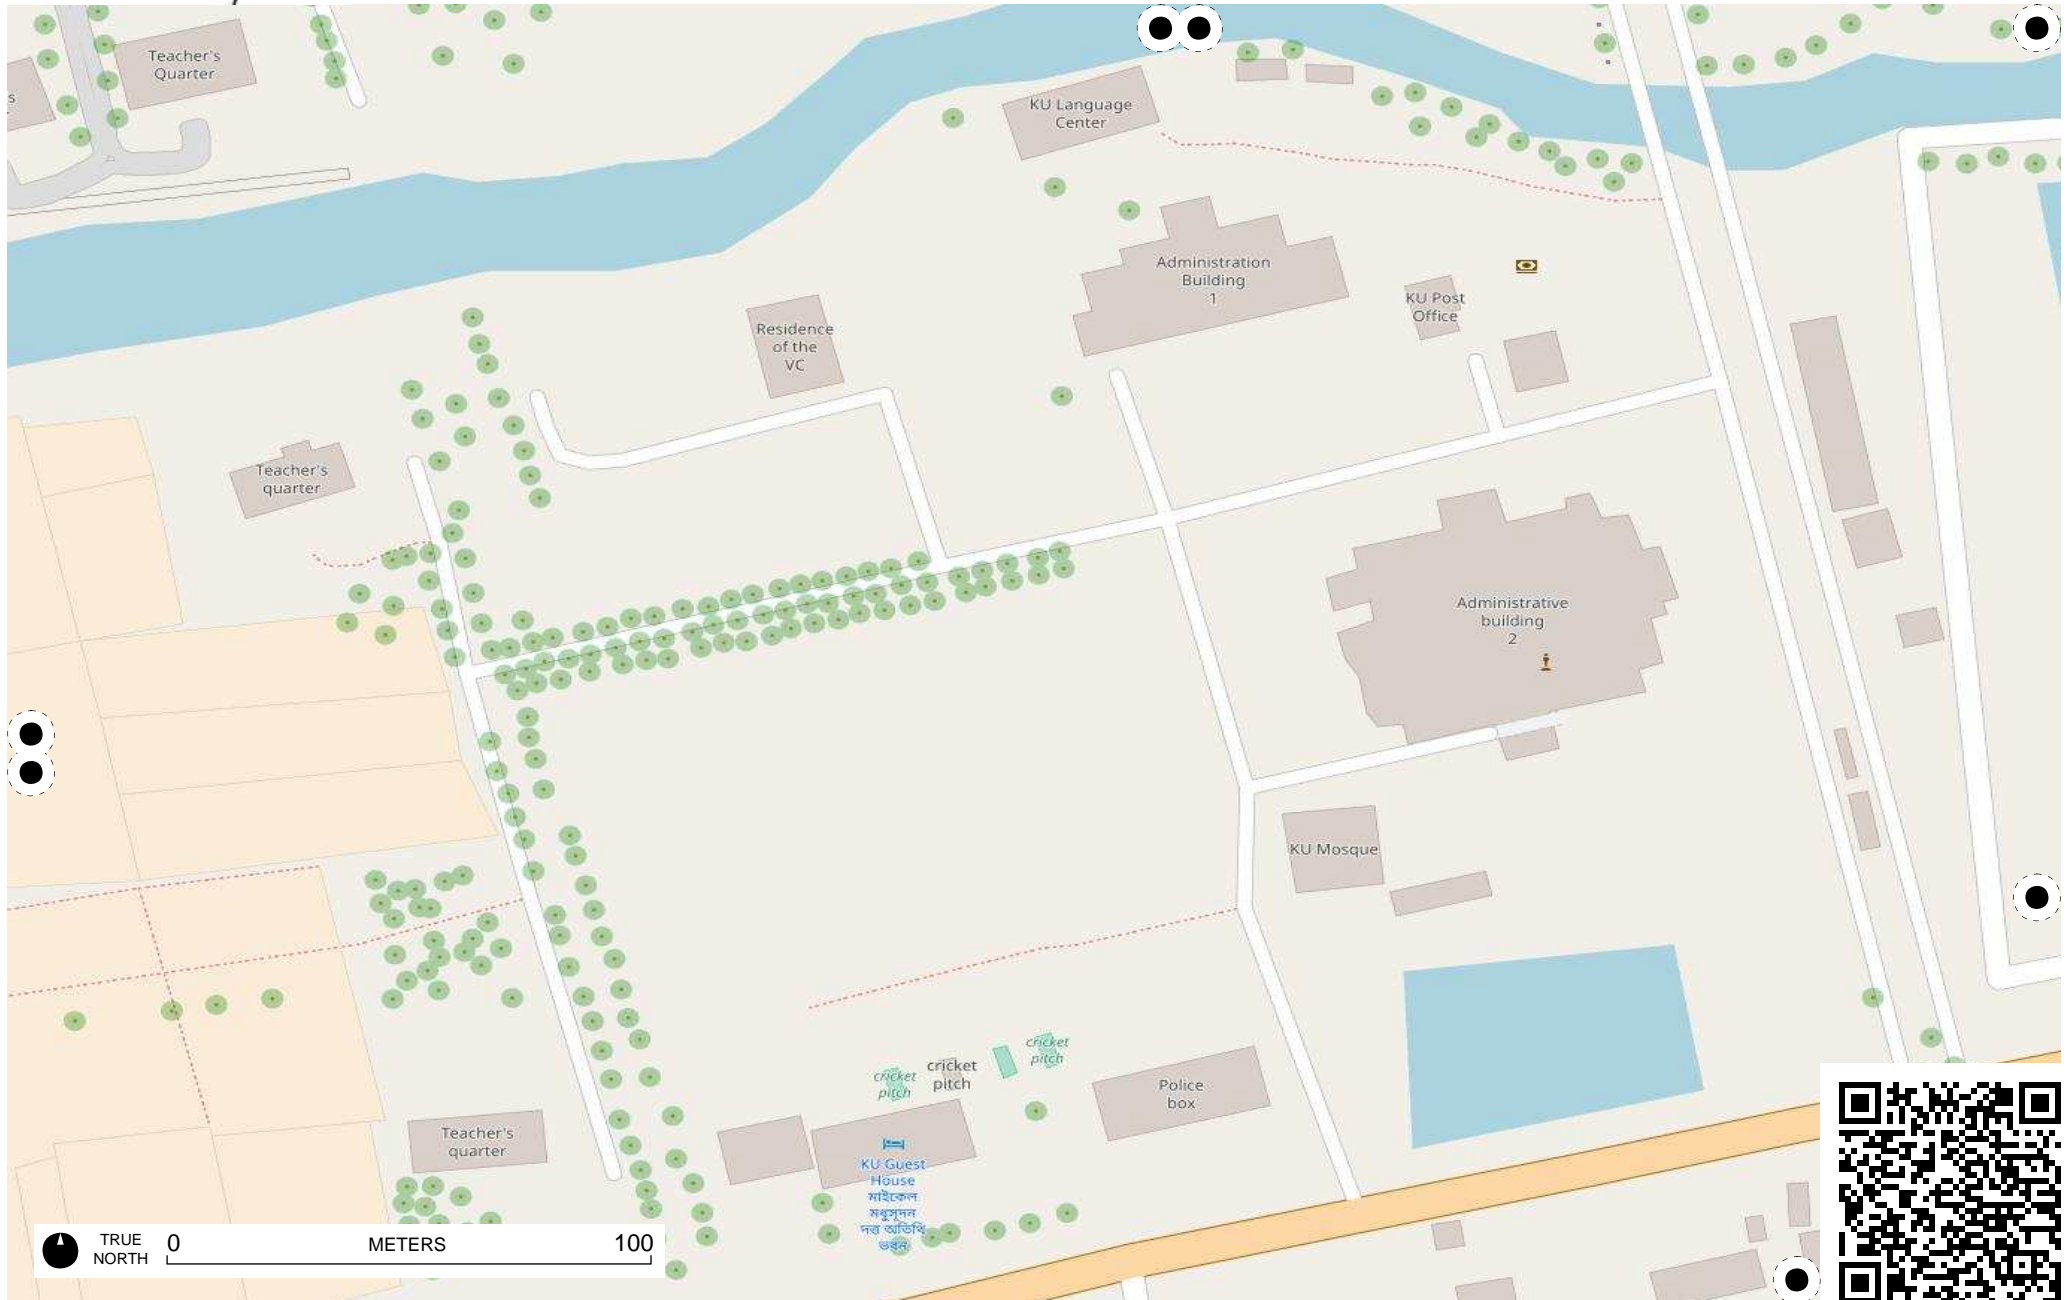 Teacher's
Quarter
s
KU Language
Center
Administration
Building
1
KU Post
Office
Residence
of the
VC
Teacher's
quarter
Administrative
building
2
KU Mosque
cricket
pitch
cricket
pitch
cricket
pitch
Police
box
Teacher's
quarter
KU Guest
House
মাইকেল
মধুসূদন
দত্ত অতিথি
ভবন
TRUE
NORTH
0 METERS 100